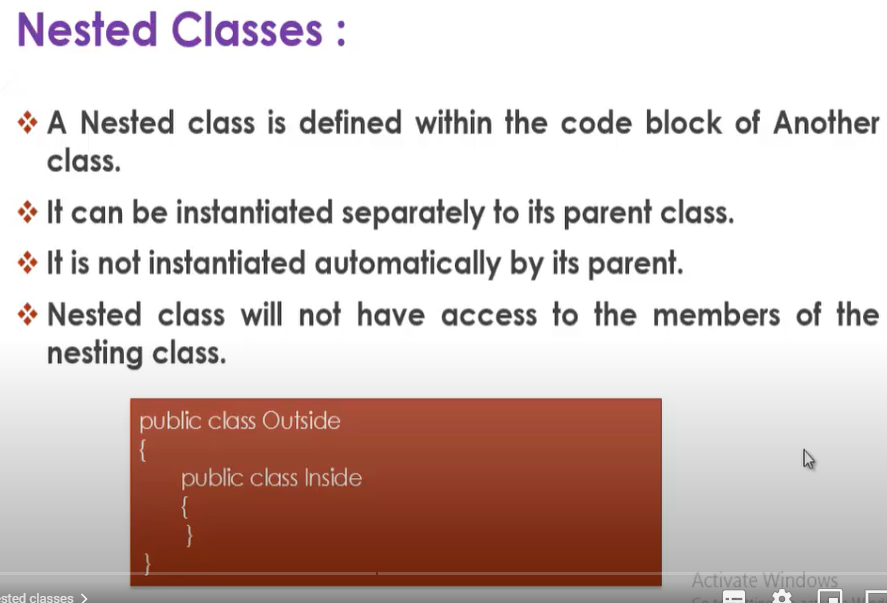 Nested Classes :
A Nested class is defined within the code block of Another
class.
It can be instantiated separately to its parent class.
It is not instantiated automatically by its parent.
Nested class will not have access to the members of the
nesting class.
public class Outside
{
public class Inside
{
}
}
Activate Windows
sted classes >